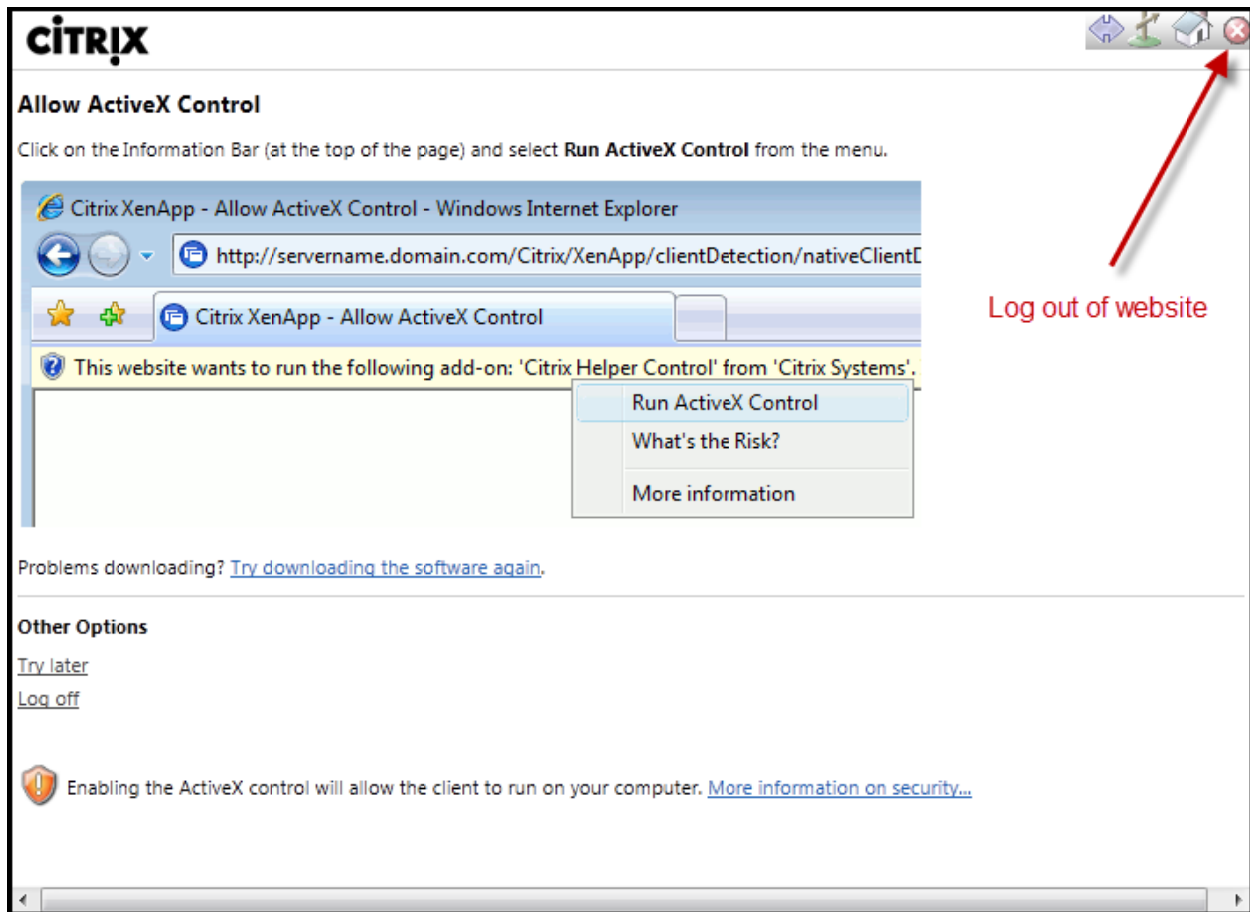 CİTRIX
Allow ActiveX Control
Click on the Information Bar (at the top of the page) and select Run ActiveX Control from the menu.
Citrix XenApp - Allow ActiveX Control - Windows Internet Explorer
http://servername.domain.com/Citrix/XenApp/clientDetection/nativeClientD
Citrix XenApp - Allow ActiveX Control
Log out of website
This website wants to run the following add-on: 'Citrix Helper Control' from 'Citrix Systems'.
Run ActiveX Control
What's the Risk?
More information
Problems downloading? Try downloading the software again.
Other Options
Try later
Log off
Enabling the ActiveX control will allow the client to run on your computer. More information on security...